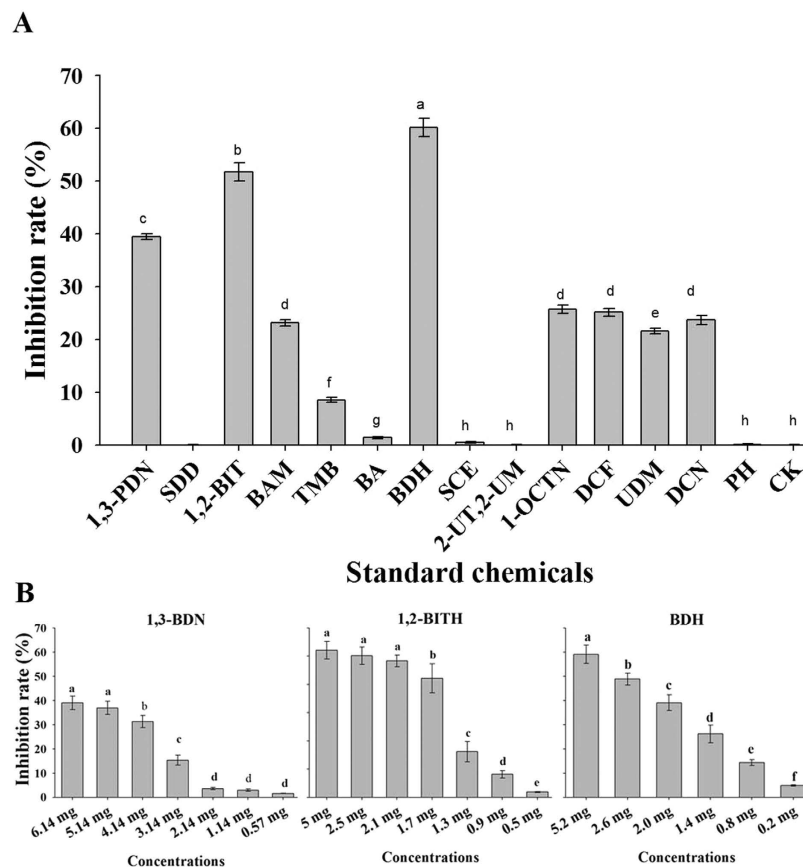 A
Inhibition rate (%)
70
60
50
40
30
20
10
0
c
b
d
f
g
a
h
h
d
d
e
d
h
h
1,3-PDN
SDD
1,2-BIT
BAM
TMB
BA
BDH
SCE
2-UT,2-UM
1-OCTN
DCF
UDM
DCN
PH
CK
Standard chemicals
B
Inhibition rate (%)
70
60
50
40
30
20
10
0
1,3-BDN
a
a
b
c
d
d
d
6.14 mg
5.14 mg
4.14 mg
3.14 mg
2.14 mg
1.14 mg
0.57 mg
Concentrations
1,2-BITH
a
a
a
b
c
d
e
5 mg
2.5 mg
2.1 mg
1.7 mg
1.3 mg
0.9 mg
0.5 mg
Concentrations
BDH
a
b
c
d
e
f
5.2 mg
2.6 mg
2.0 mg
1.4 mg
0.8 mg
0.2 mg
Concentrations